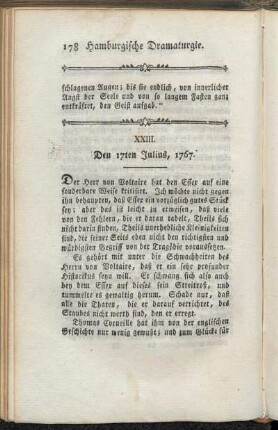 178 Hamburgische Dramaturgie.
schlagenen Augen; bis sie endlich, von innerlicher
Angst der Seele und von so langem Fasten ganz
entkräftet, den Geist aufgab.“
XXIII.
Den 17ten Julius, 1767.
Der Herr von Voltaire hat den Essex auf eine
sonderbare Weise kritisirt. Ich möchte nicht gegen
ihn behaupten, daß Essex ein vorzüglich gutes Stück
sey; aber das ist leicht zu erweisen, daß viele
von den Fehlern, die er daran tadelt, Theils sich
nicht darin finden, Theils unerhebliche Kleinigkeiten
sind, die seiner Seits eben nicht den richtigsten und
würdigsten Begriff von der Tragödie voraussetzen.
Es gehört mit unter die Schwachheiten des
Herrn von Voltaire, daß er ein sehr profunder
Historikus seyn will. Er schwang sich also auch
bey dem Essex auf dieses sein Streitroß, und
tummelte es gewaltig herum. Schade nur, daß
alle die Thaten, die er darauf verrichtet, des
Staubes nicht werth sind, den er erregt.
Thomas Corneille hat ihm von der englischen
Geschichte nur wenig gewußt; und zum Glücke für